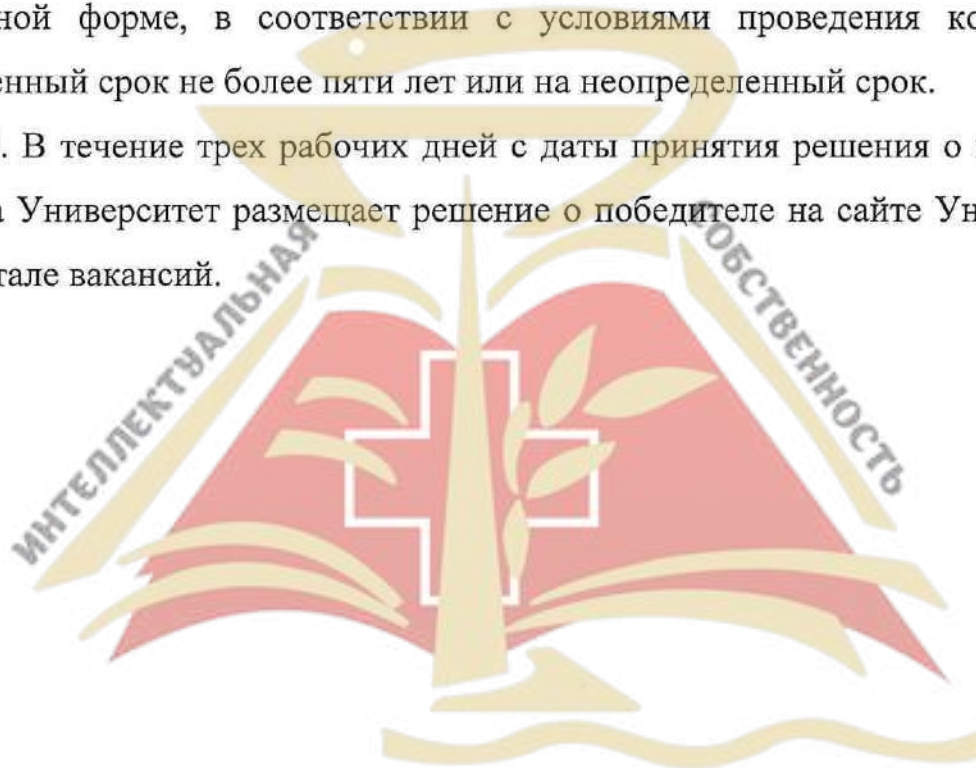 ной форме, в соответствии с условиями проведения ко
енный срок не более пяти лет или на неопределенный срок.
. В течение трех рабочих дней с даты принятия решения о
а Университет размещает решение о победителе на сайте Ун
тале вакансий.
ИНТЕЛЛЕКТУАЛЬНАЯ
СОБСТВЕННОСТЬ